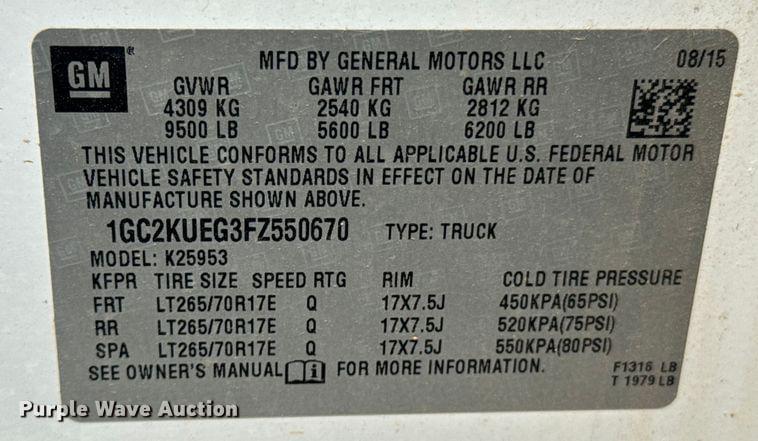 GM®
MFD BY GENERAL MOTORS LLC 08/15
GVWR GAWR FRT GAWR RR
4309 KG 2540 KG 2812 KG
9500 LB 5600 LB 6200 LB
THIS VEHICLE CONFORMS TO ALL APPLICABLE U.S. FEDERAL MOTOR
VEHICLE SAFETY STANDARDS IN EFFECT ON THE DATE OF
MANUFACTURE SHOWN ABOVE.
1GC2KUEG3FZ550670 TYPE: TRUCK
MODEL: K25953
KFPR TIRE SIZE SPEED RTG RIM COLD TIRE PRESSURE
FRT LT265/70R17E Q 17X7.5J 450KPA(65PSI)
RR LT265/70R17E Q 17X7.5J 520KPA(75PSI)
SPA LT265/70R17E Q 17X7.5J 550KPA(80PSI)
SEE OWNER'S MANUAL i FOR MORE INFORMATION.
F1316 LB
T 1979 LB
Purple Wave Auction